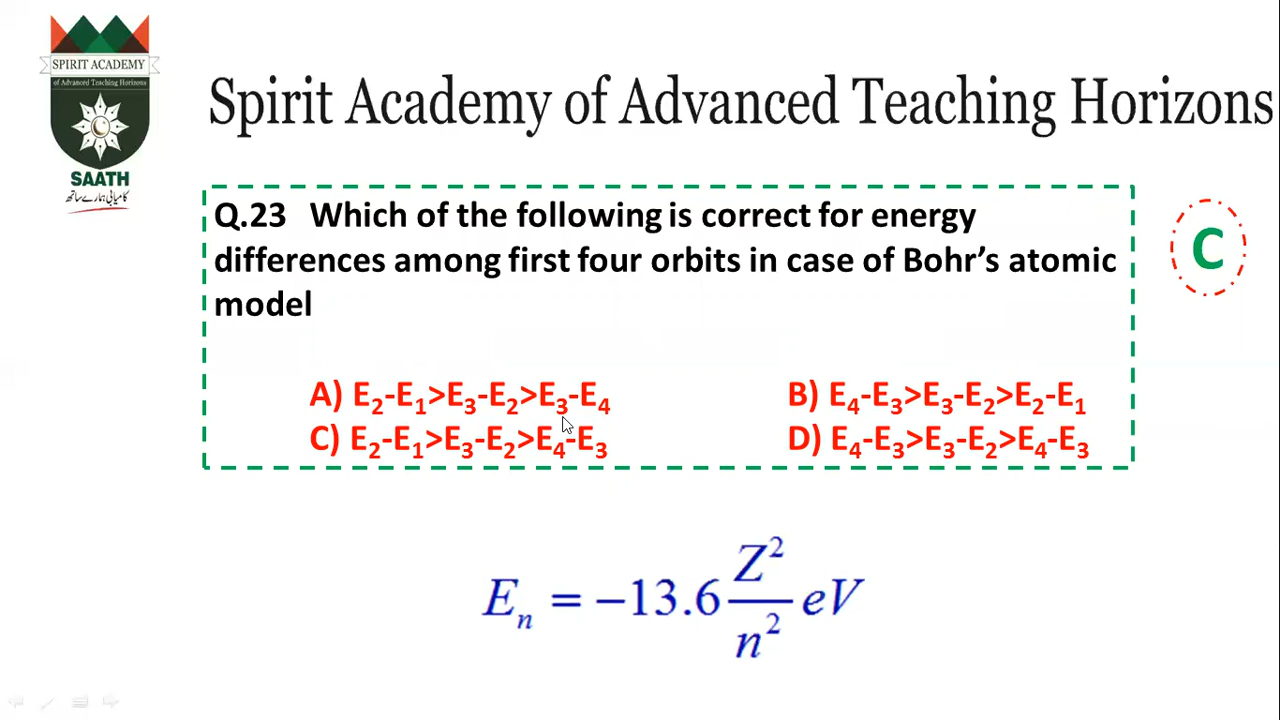 SPIRIT ACADEMY
of Advanced Teaching Horizons
SAATH
کامیابی ہمارے ساتھ
Spirit Academy of Advanced Teaching Horizons
Q.23 Which of the following is correct for energy
differences among first four orbits in case of Bohr’s atomic
model
C
A) E₂-E₁>E₃-E₂>E₃-E₄
B) E₄-E₃>E₃-E₂>E₂-E₁
C) E₂-E₁>E₃-E₂>E₄-E₃
D) E₄-E₃>E₃-E₂>E₄-E₃
Eₙ = −13.6 Z²/n² eV